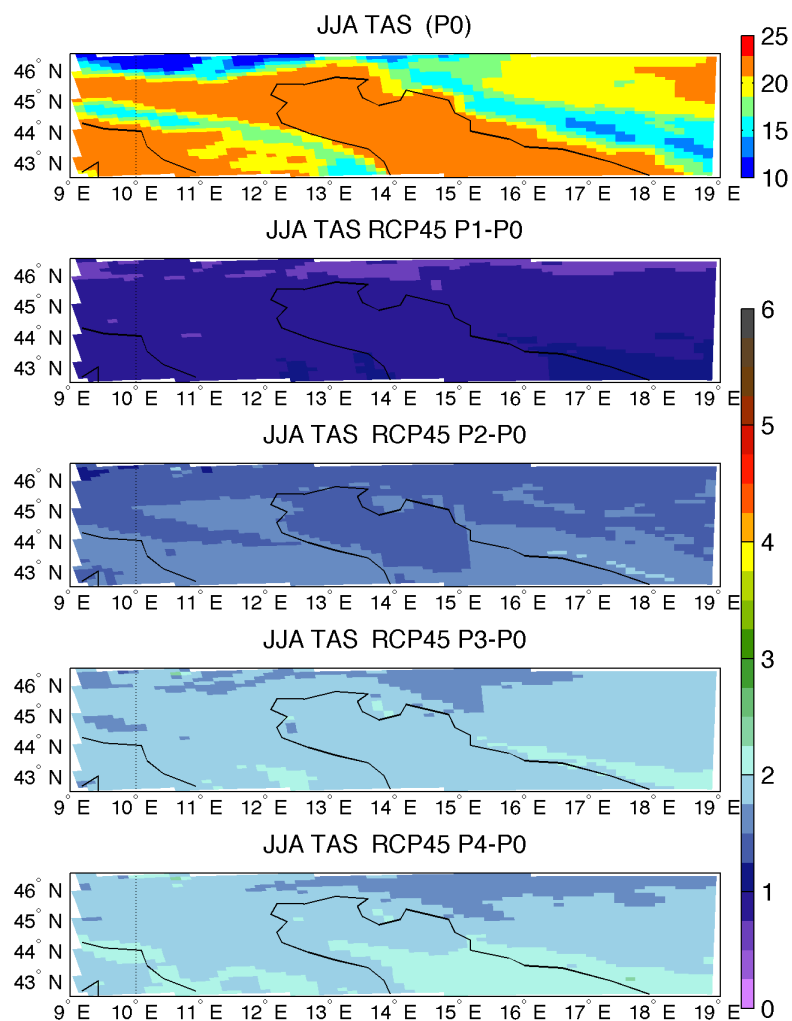 JJA TAS (P0)
46° N
45° N
44° N
43° N
9° E 10° E 11° E 12° E 13° E 14° E 15° E 16° E 17° E 18° E 19° E
25
20
15
10
JJA TAS RCP45 P1-P0
46° N
45° N
44° N
43° N
9° E 10° E 11° E 12° E 13° E 14° E 15° E 16° E 17° E 18° E 19° E
JJA TAS RCP45 P2-P0
46° N
45° N
44° N
43° N
9° E 10° E 11° E 12° E 13° E 14° E 15° E 16° E 17° E 18° E 19° E
JJA TAS RCP45 P3-P0
46° N
45° N
44° N
43° N
9° E 10° E 11° E 12° E 13° E 14° E 15° E 16° E 17° E 18° E 19° E
JJA TAS RCP45 P4-P0
46° N
45° N
44° N
43° N
9° E 10° E 11° E 12° E 13° E 14° E 15° E 16° E 17° E 18° E 19° E
6
5
4
3
2
1
0